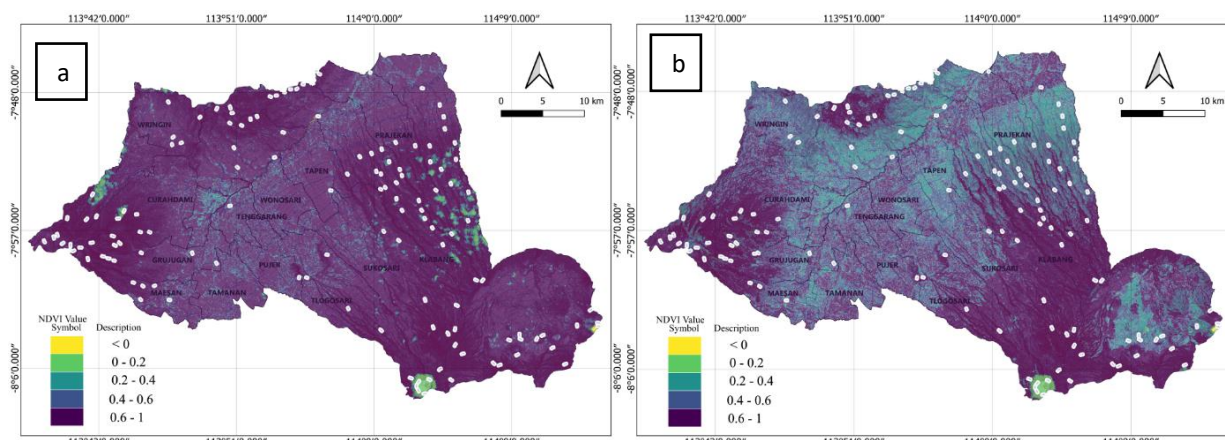 113°42'0.000" 113°51'0.000" 114°0'0.000" 114°9'0.000"
a
0 5 10 km
-7°48'0.000"
WRINGIN
PRAJEKAN
TAPEN
CURAHDAMI
WONOSARI
TENGGARANG
-7°57'0.000"
GRUJUGAN
PUJER
SUKOSARI
KLABANG
MAESAN
TAMANAN
TLOGOSARI
-8°6'0.000"
NDVI Value
Symbol Description
< 0
0 - 0.2
0.2 - 0.4
0.4 - 0.6
0.6 - 1
113°42'0.000" 113°51'0.000" 114°0'0.000" 114°9'0.000"
b
0 5 10 km
-7°48'0.000"
WRINGIN
PRAJEKAN
TAPEN
CURAHDAMI
WONOSARI
TENGGARANG
-7°57'0.000"
GRUJUGAN
PUJER
SUKOSARI
KLABANG
MAESAN
TAMANAN
TLOGOSARI
-8°6'0.000"
NDVI Value
Symbol Description
< 0
0 - 0.2
0.2 - 0.4
0.4 - 0.6
0.6 - 1